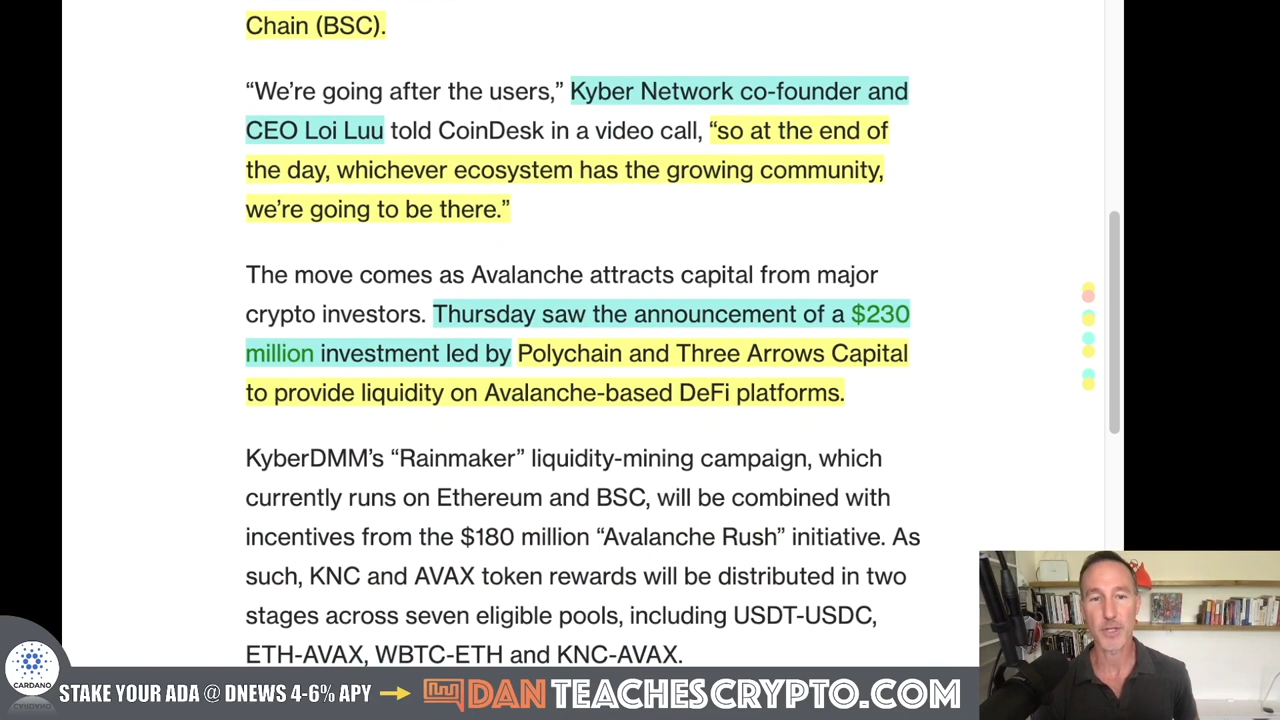 Chain (BSC).
“We’re going after the users,” Kyber Network co-founder and
CEO Loi Luu told CoinDesk in a video call, “so at the end of
the day, whichever ecosystem has the growing community,
we’re going to be there.”
The move comes as Avalanche attracts capital from major
crypto investors. Thursday saw the announcement of a $230
million investment led by Polychain and Three Arrows Capital
to provide liquidity on Avalanche-based DeFi platforms.
KyberDMM’s “Rainmaker” liquidity-mining campaign, which
currently runs on Ethereum and BSC, will be combined with
incentives from the $180 million “Avalanche Rush” initiative. As
such, KNC and AVAX token rewards will be distributed in two
stages across seven eligible pools, including USDT-USDC,
ETH-AVAX, WBTC-ETH and KNC-AVAX.
CARDANO
STAKE YOUR ADA @ DNEWS 4-6% APY
DANTEACHESCRYPTO.COM